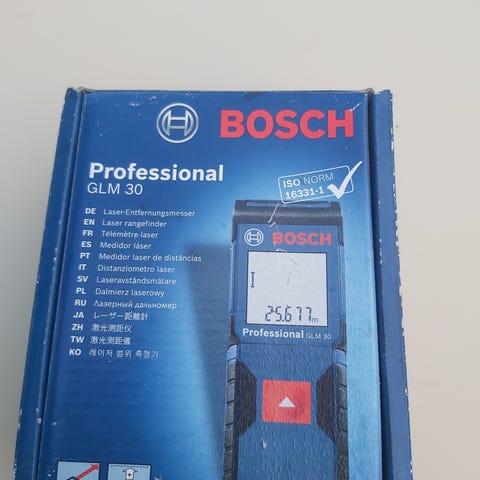 BOSCH
Professional
GLM 30
ISO NORM
16331-1
DE Laser-Entfernungsmesser
EN Laser rangefinder
FR Télémètre laser
ES Medidor láser
PT Medidor laser de distâncias
IT Distanziometro laser
SV Laseravståndsmätare
PL Dalmierz laserowy
RU Лазерный дальномер
JA レーザー距離計
ZH 激光测距仪
TW 激光測距儀
KO 레이저 범위 측정기
BOSCH
25.677m
Professional GLM 30